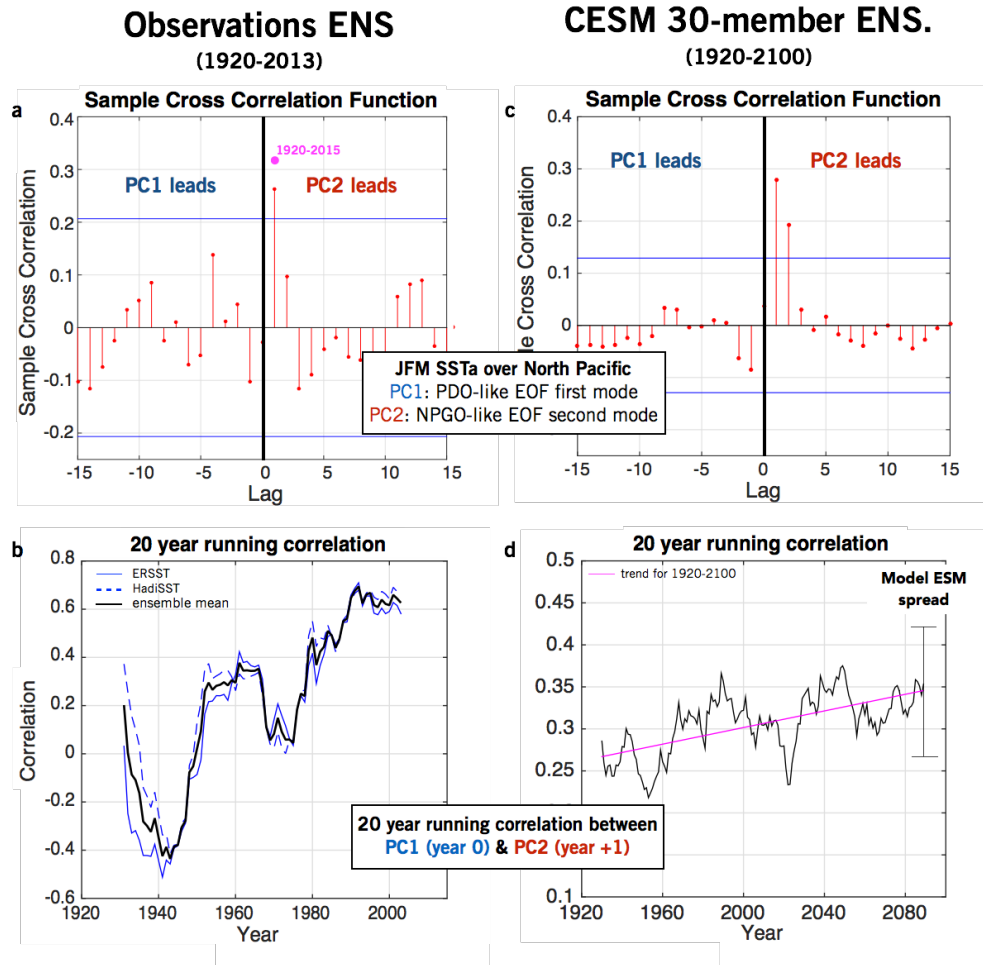 Observations ENS
(1920-2013)
CESM 30-member ENS.
(1920-2100)
a
Sample Cross Correlation Function
0.4
0.3
0.2
0.1
0
-0.1
-0.2
Sample Cross Correlation
1920-2015
PC1 leads
PC2 leads
-15
-10
-5
0
5
10
15
Lag
c
Sample Cross Correlation Function
0.4
0.3
0.2
0.1
0
-0.1
le Cross Correlation
PC1 leads
PC2 leads
-15
-10
-5
0
5
10
15
Lag
JFM SSTa over North Pacific
PC1: PDO-like EOF first mode
PC2: NPGO-like EOF second mode
b
20 year running correlation
0.8
0.6
0.4
0.2
0
-0.2
-0.4
-0.6
Correlation
ERSST
HadiSST
ensemble mean
1920
1940
1960
1980
2000
Year
d
20 year running correlation
0.5
0.45
0.4
0.35
0.3
0.25
0.1
trend for 1920-2100
Model ESM
spread
1920
1960
2000
2040
2080
Year
20 year running correlation between
PC1 (year 0) & PC2 (year +1)